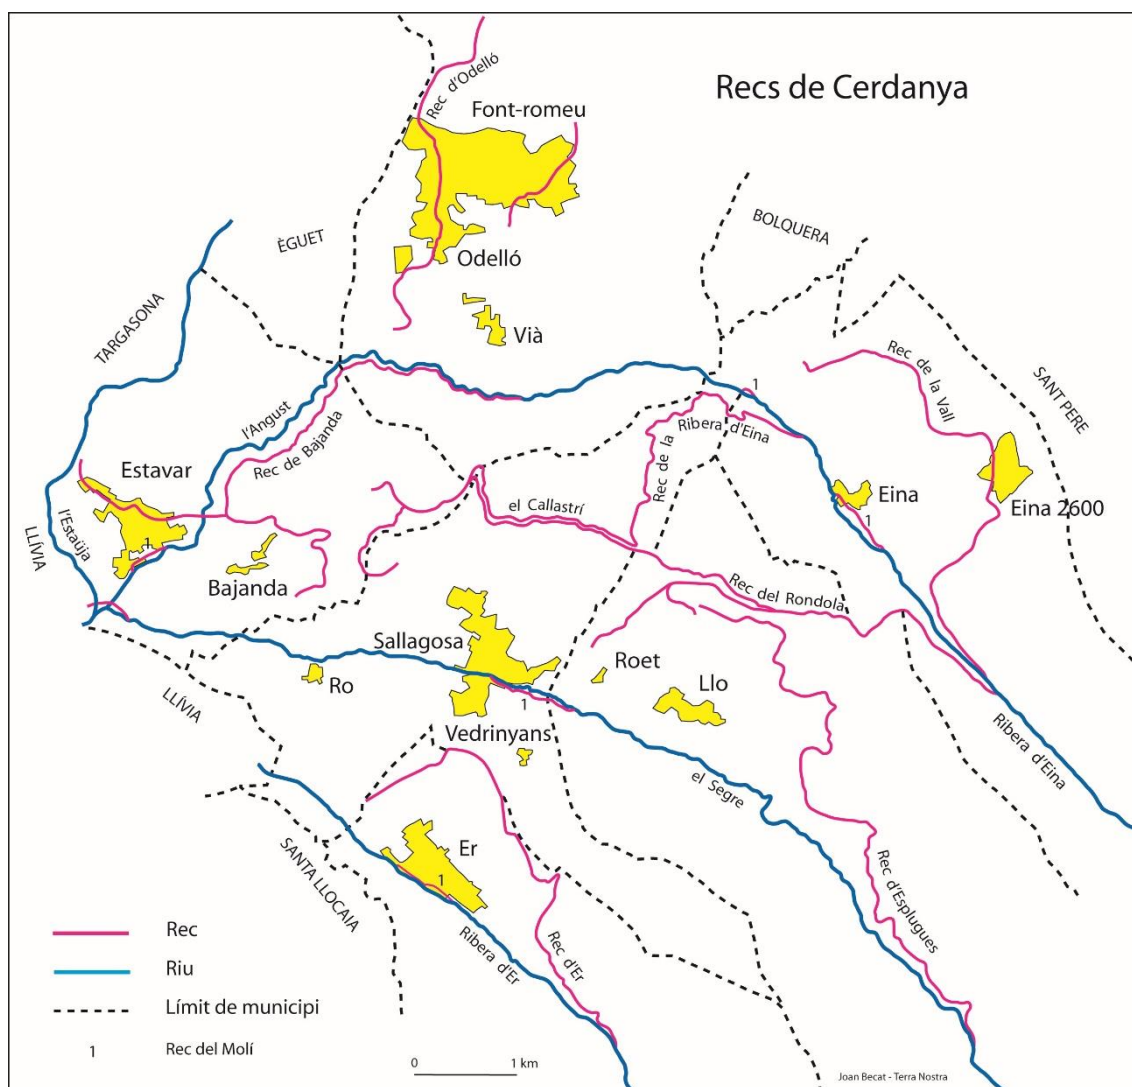 Recs de Cerdanya
Rec d'Odelló
Font-romeu
BOLQUERA
ÈGUET
Odelló
TARGASONA
Vià
Rec de la Vall
SANT PERE
1
l'Angust
Rec de Bajanda
Rec de la
Ribera d'Eina
Estavar
Eina
Eina 2600
el Callastrí
l'Estaüja
1
1
LLÍVIA
Bajanda
Rec del Rondola
Sallagosa
Roet
Llo
Ro
LLÍVIA
1
Vedrinyans
Ribera d'Eina
el Segre
Er
1
SANTA LLOCAIA
Rec d'Esplugues
Ribera d'Er
Rec d'Er
Rec
Riu
Límit de municipi
1
Rec del Molí
0
1 km
Joan Becat - Terra Nostra